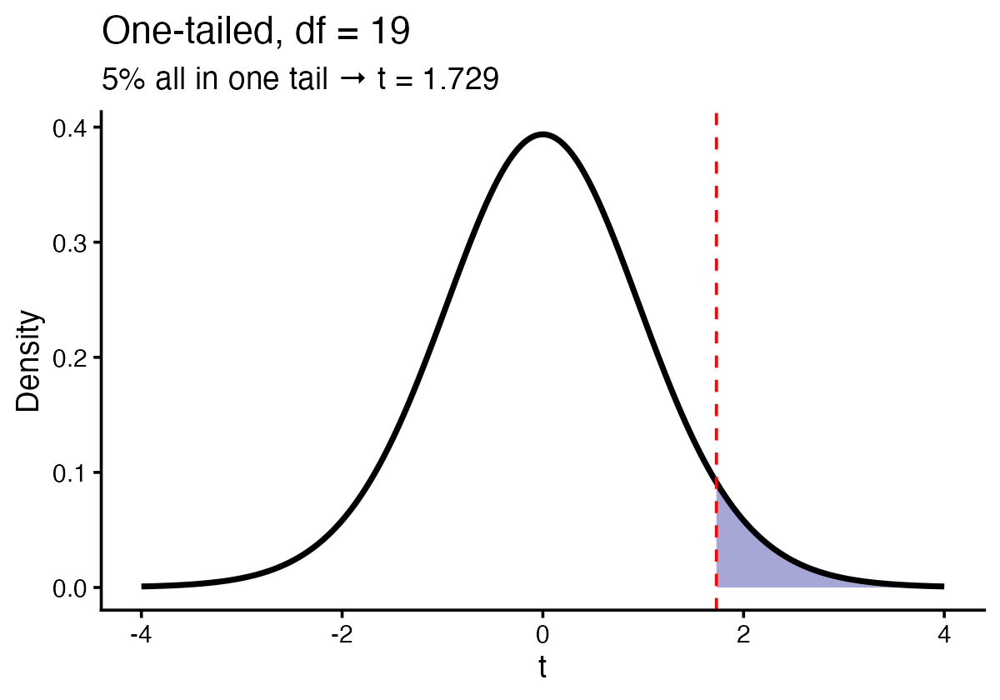 One-tailed, df = 19
5% all in one tail → t = 1.729
Density
0.4
0.3
0.2
0.1
0.0
-4 -2 0 2 4
t